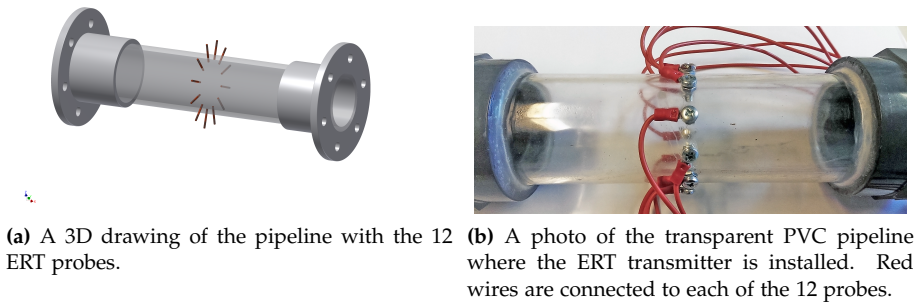 (a) A 3D drawing of the pipeline with the 12
ERT probes.
(b) A photo of the transparent PVC pipeline
where the ERT transmitter is installed. Red
wires are connected to each of the 12 probes.